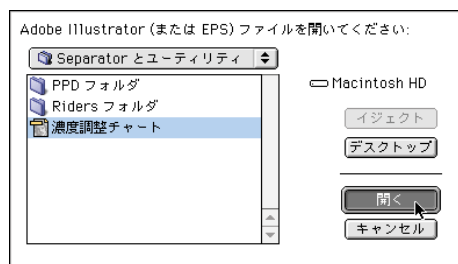 Adobe Illustrator (または EPS) ファイルを開いてください:
Separator とユーティリティ
PPD フォルダ
Riders フォルダ
濃度調整チャート
Macintosh HD
イジェクト
デスクトップ
開く
キャンセル